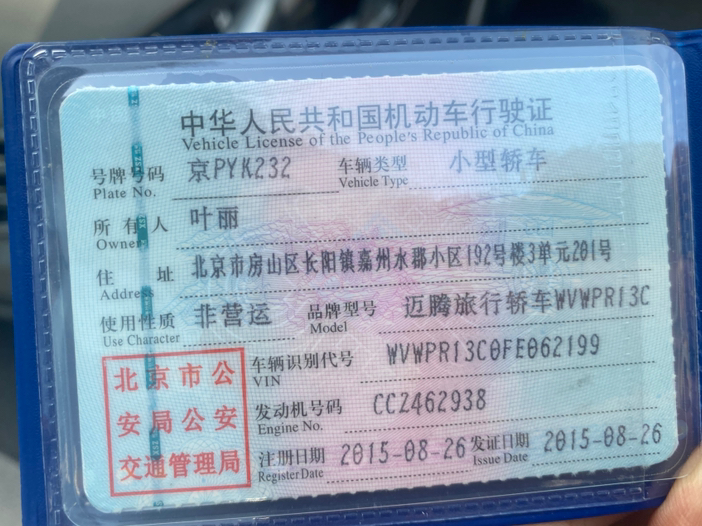 中华人民共和国机动车行驶证
Vehicle License of the People's Republic of China
号牌号码 京PYK232 车辆类型 小型轿车
Plate No. Vehicle Type
所有人 叶丽
Owner
住址 北京市房山区长阳镇嘉州水郡小区192号楼3单元201号
Address
使用性质 非营运 品牌型号 迈腾旅行轿车WVWPR13C
Use Character Model
车辆识别代号 WVWPR13C0FE062199
VIN
发动机号码 CCZ462938
Engine No.
注册日期 2015-08-26 发证日期 2015-08-26
Register Date Issue Date
北京市公
安局公安
交通管理局